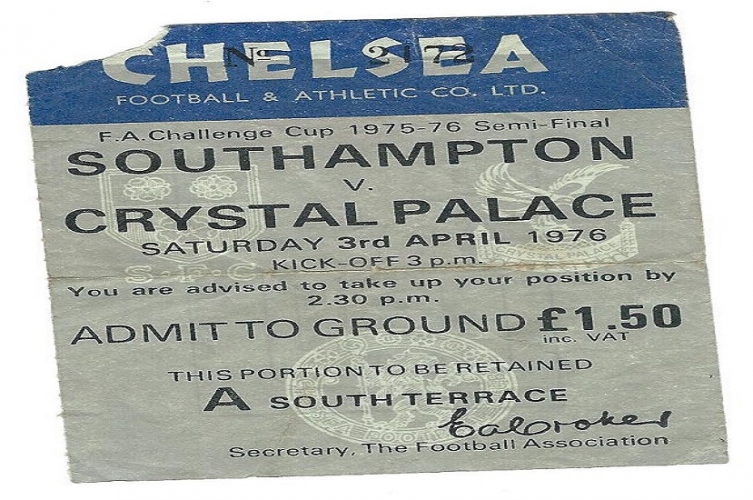 CHELSEA
No 2172
FOOTBALL & ATHLETIC CO. LTD.
F.A. Challenge Cup 1975-76 Semi-Final
SOUTHAMPTON
v.
CRYSTAL PALACE
SATURDAY 3rd APRIL 1976
KICK-OFF 3 p.m.
You are advised to take up your position by
2.30 p.m.
ADMIT TO GROUND £1.50
inc. VAT
THIS PORTION TO BE RETAINED
A SOUTH TERRACE
Secretary, The Football Association